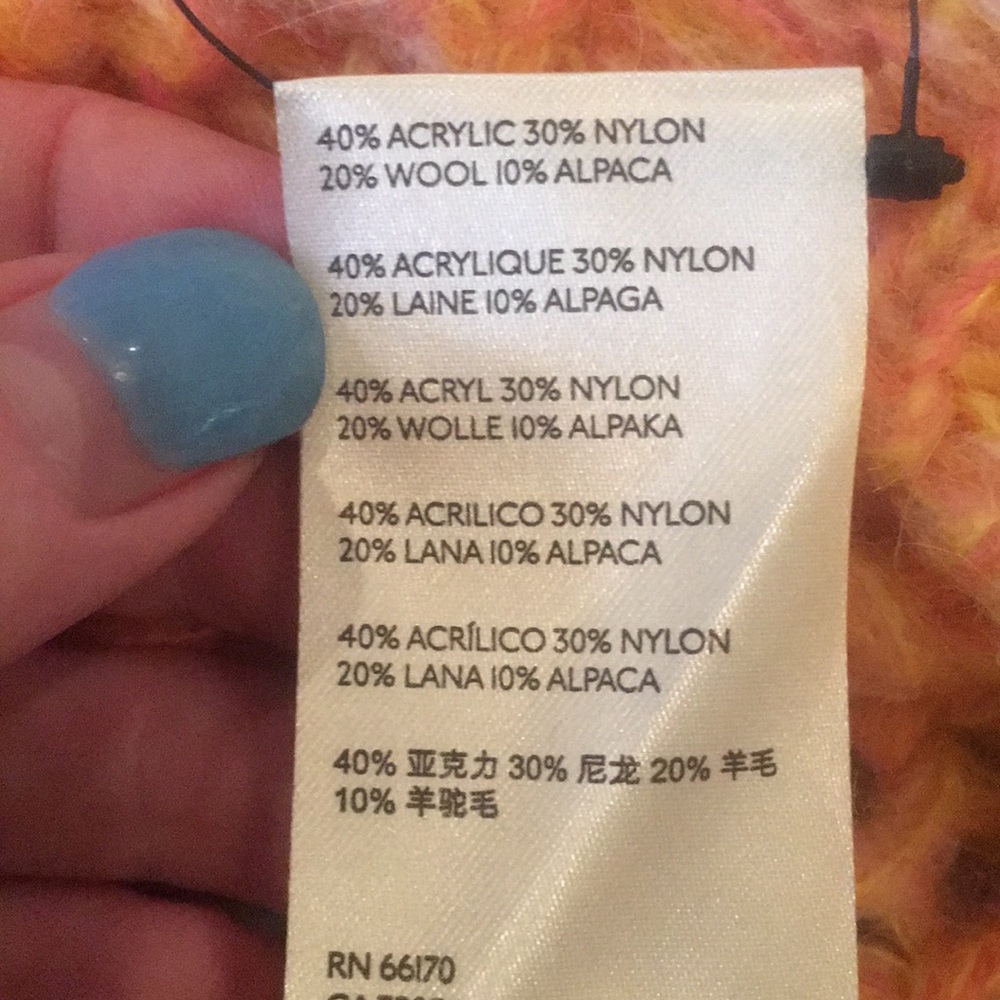 40% ACRYLIC 30% NYLON
20% WOOL 10% ALPACA
40% ACRYLIQUE 30% NYLON
20% LAINE 10% ALPAGA
40% ACRYL 30% NYLON
20% WOLLE 10% ALPAKA
40% ACRILICO 30% NYLON
20% LANA 10% ALPACA
40% ACRÍLICO 30% NYLON
20% LANA 10% ALPACA
40% 亚克力 30% 尼龙 20% 羊毛
10% 羊驼毛
RN 66170